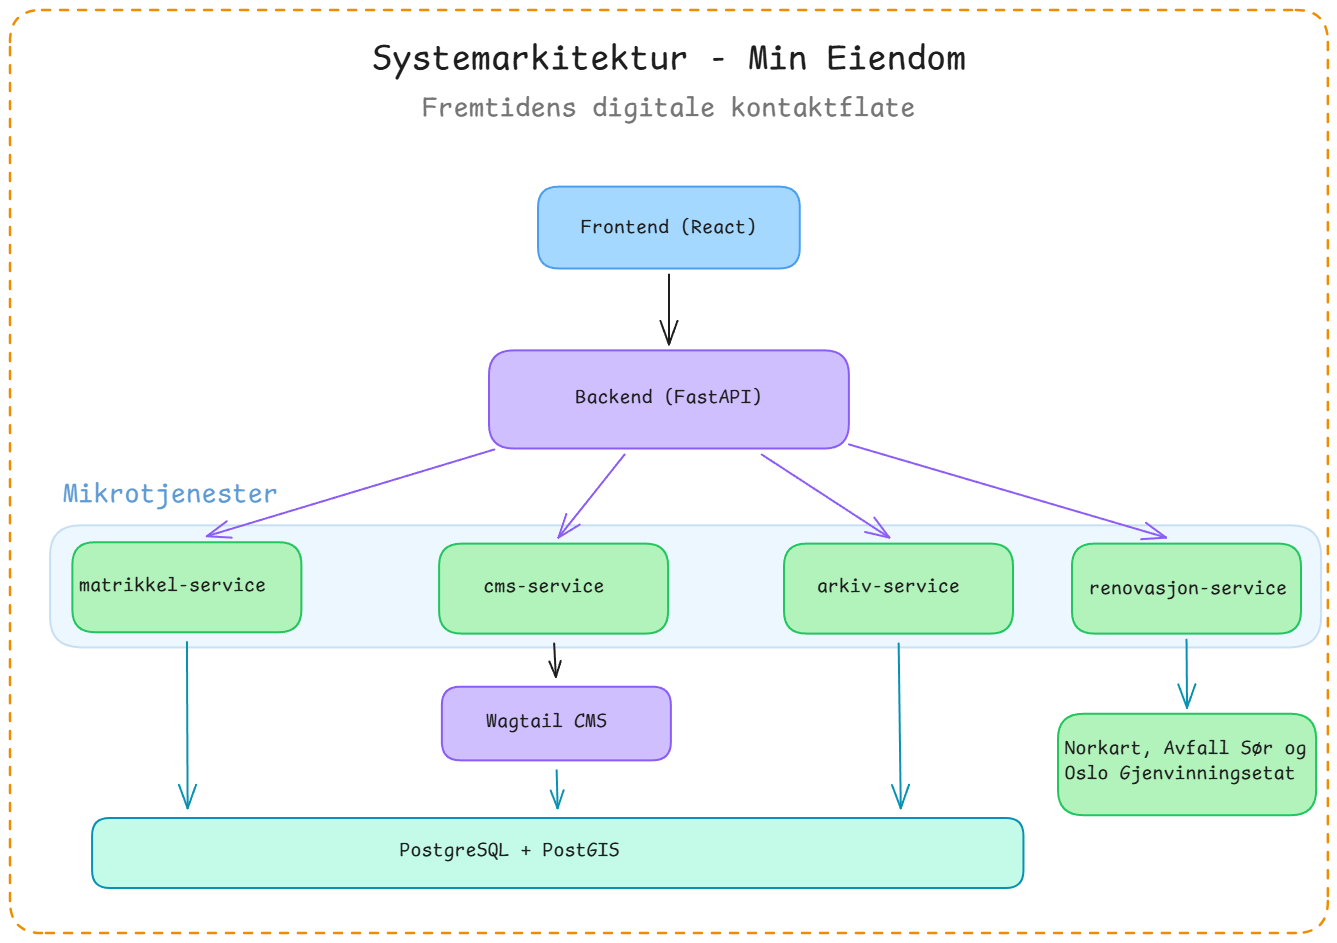 Systemarkitektur - Min Eiendom
Fremtidens digitale kontaktflate
Frontend (React)
Backend (FastAPI)
Mikrotjenester
matrikkel-service
cms-service
arkiv-service
renovasjon-service
Wagtail CMS
Norkart, Avfall Sør og
Oslo Gjenvinningsetat
PostgreSQL + PostGIS